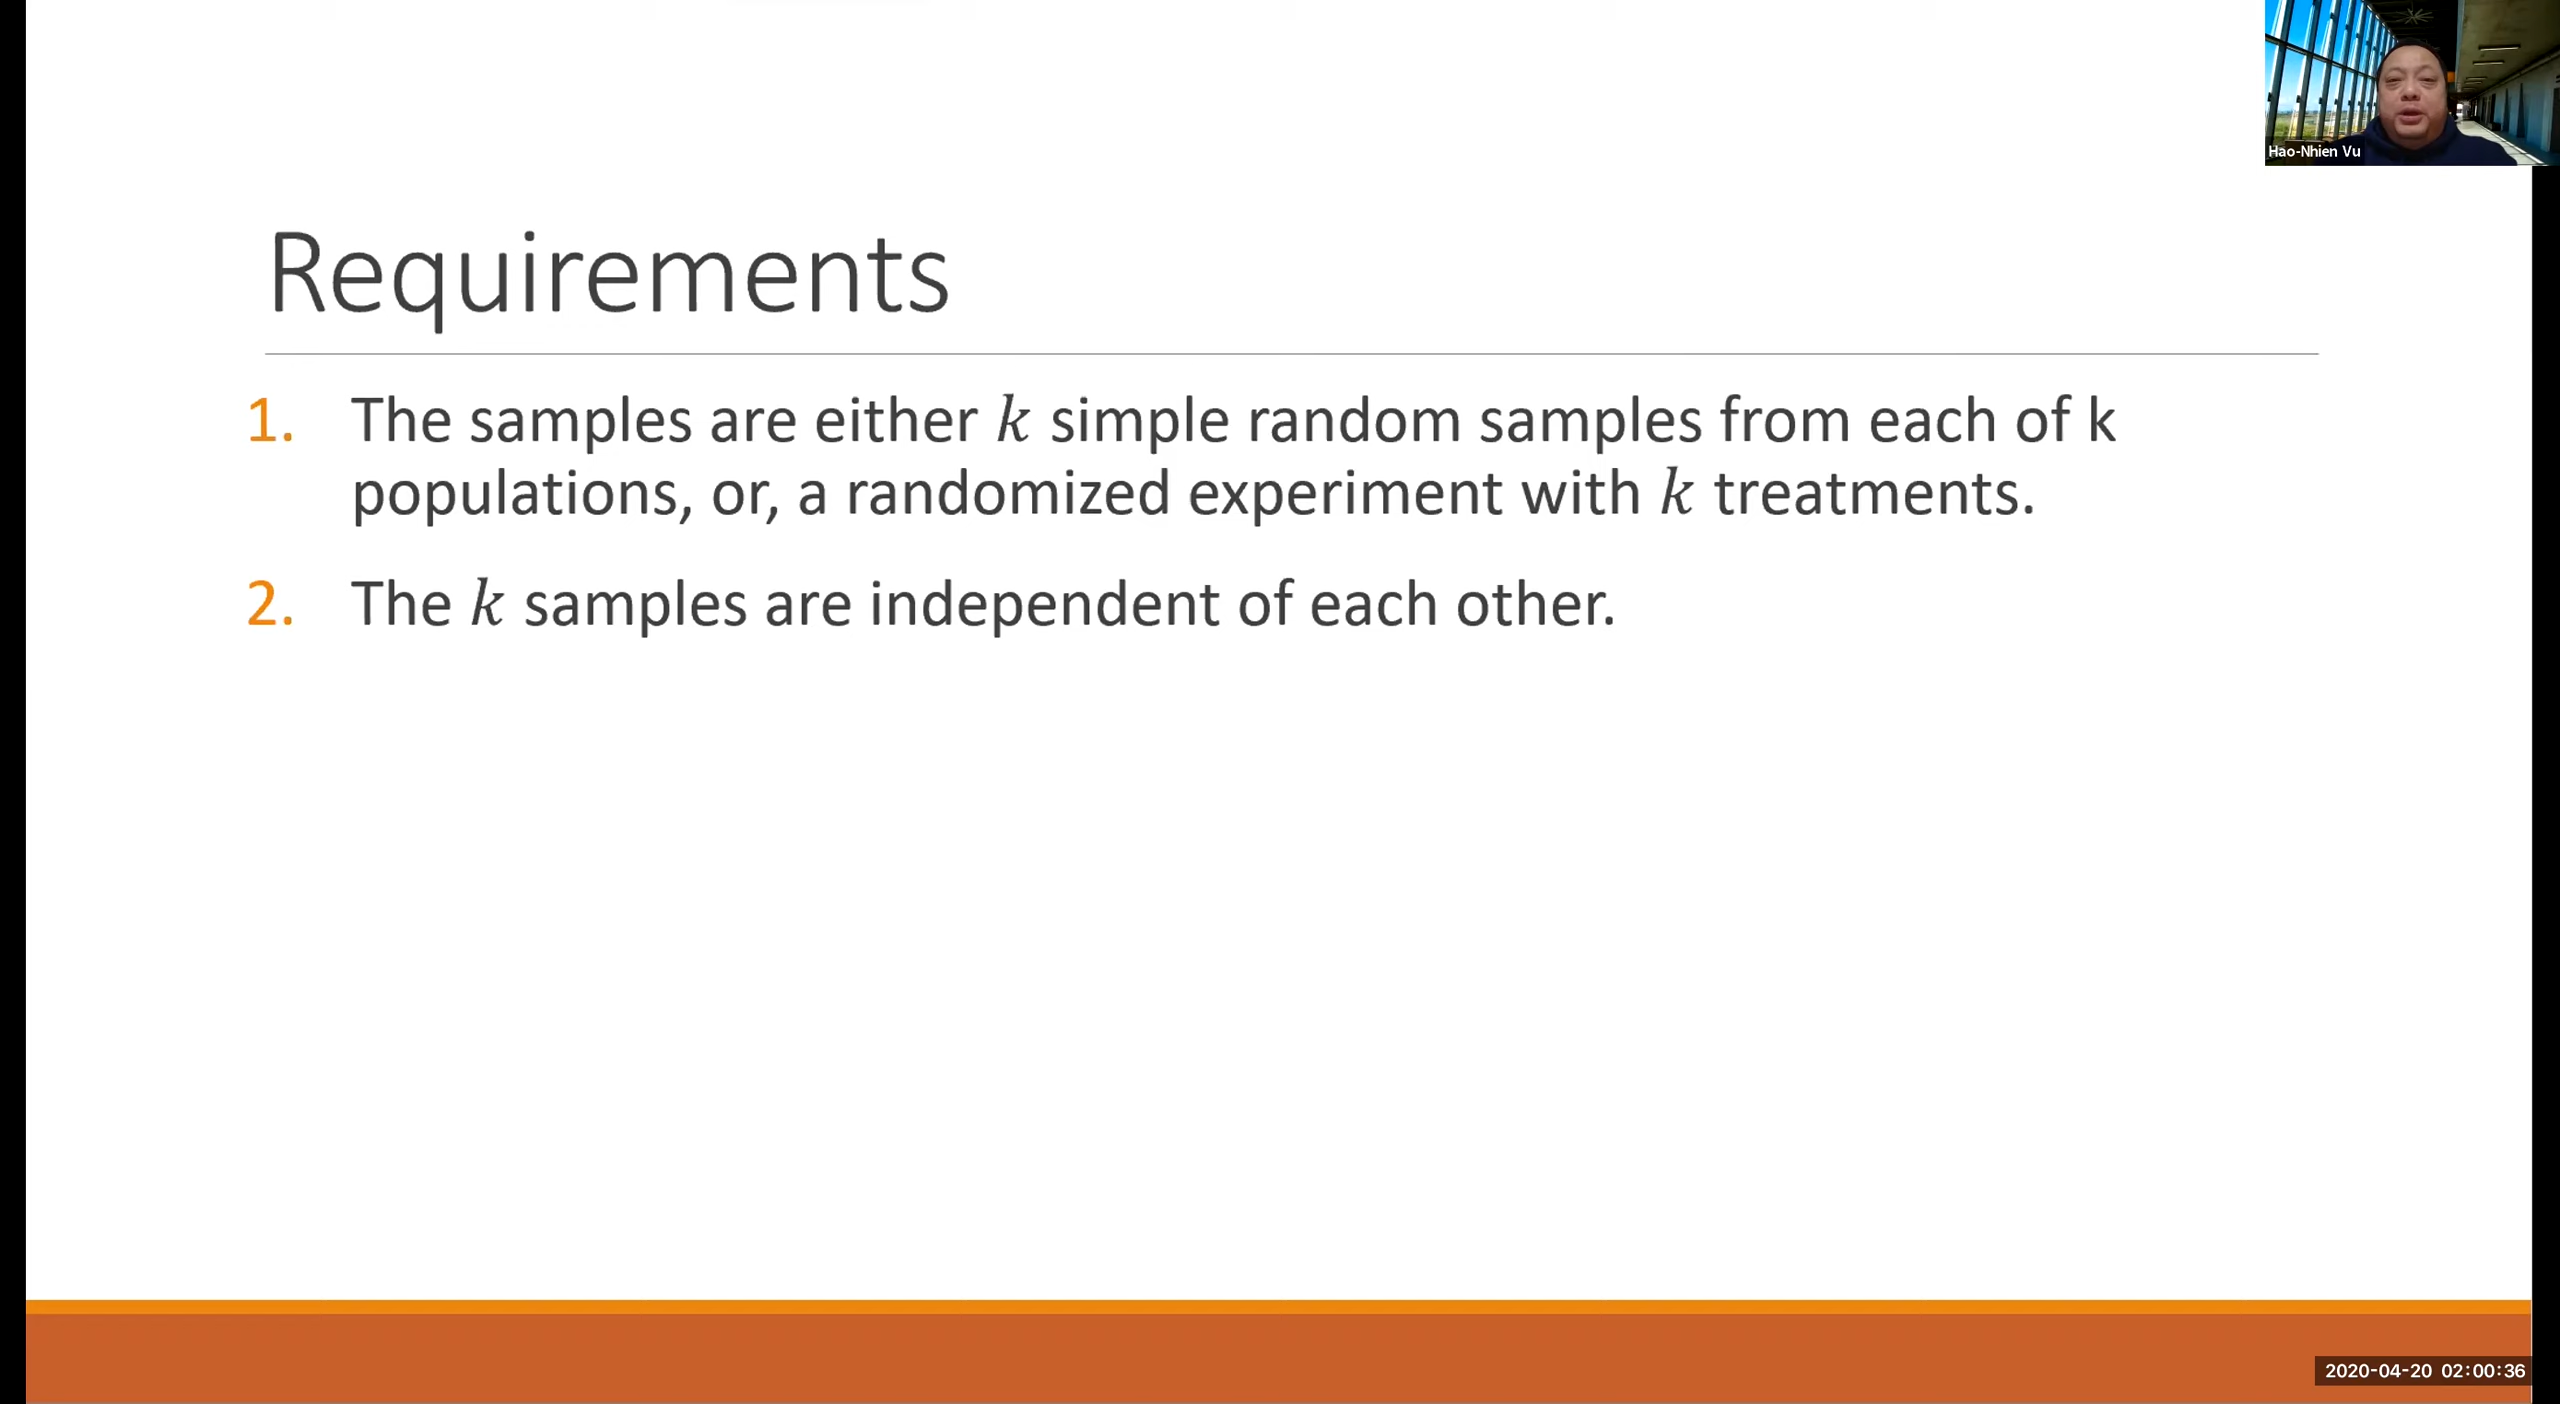 Hao-Nhien Vu
Requirements
1. The samples are either k simple random samples from each of k
populations, or, a randomized experiment with k treatments.
2. The k samples are independent of each other.
2020-04-20 02:00:36